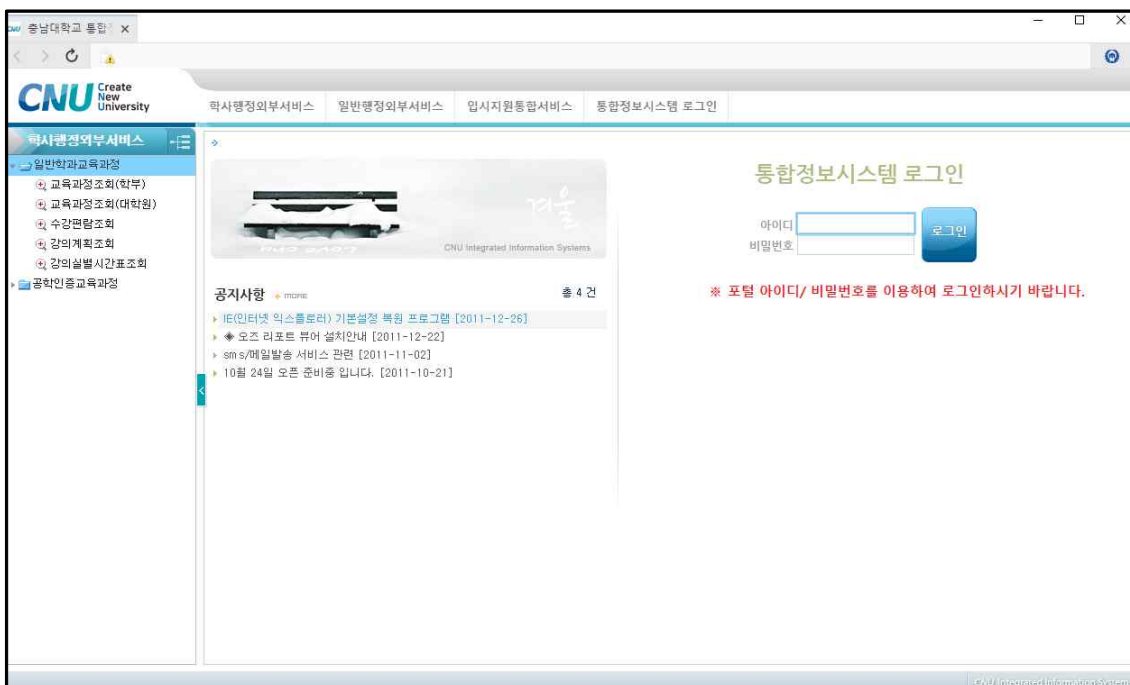 충남대학교 통합
CNU Create New University
학사행정외부서비스 일반행정외부서비스 입시지원통합서비스 통합정보시스템 로그인
학사행정외부서비스
일반학과교육과정
교육과정조회(학부)
교육과정조회(대학원)
수강편람조회
강의계획조회
강의실별시간표조회
공학인증교육과정
겨울
CNU Integrated Information Systems
공지사항 more 총 4 건
IE(인터넷 익스플로러) 기본설정 복원 프로그램 [2011-12-26]
◈ 오즈 리포트 뷰어 설치안내 [2011-12-22]
sms/메일발송 서비스 관련 [2011-11-02]
10월 24일 오픈 준비중 입니다. [2011-10-21]
통합정보시스템 로그인
아이디
비밀번호
로그인
※ 포털 아이디/ 비밀번호를 이용하여 로그인하시기 바랍니다.
CNU Integrated Information Systems